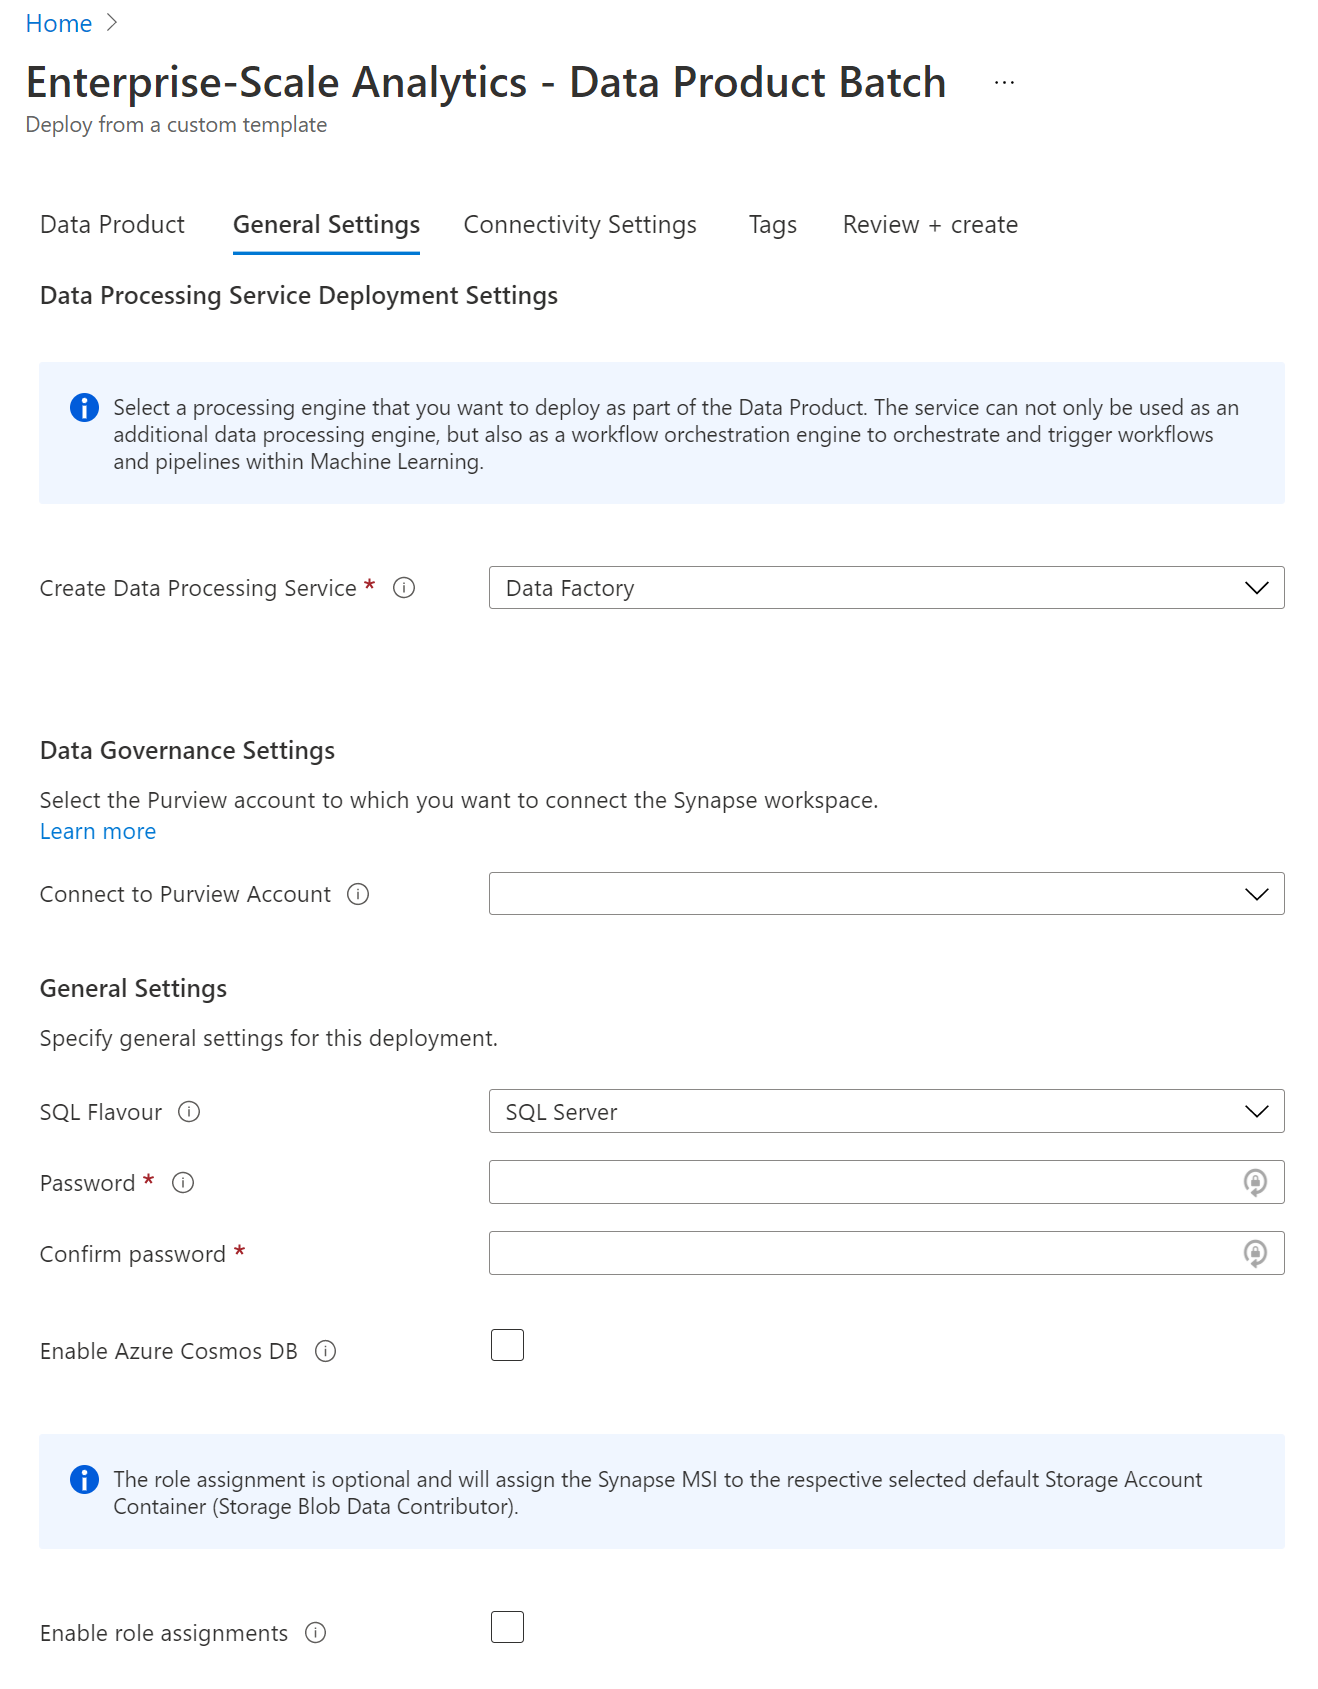 Home
Enterprise-Scale Analytics - Data Product Batch ...
Deploy from a custom template
Data Product General Settings Connectivity Settings Tags Review + create
Data Processing Service Deployment Settings
Select a processing engine that you want to deploy as part of the Data Product. The service can not only be used as an
additional data processing engine, but also as a workflow orchestration engine to orchestrate and trigger workflows
and pipelines within Machine Learning.
Create Data Processing Service * Data Factory
Data Governance Settings
Select the Purview account to which you want to connect the Synapse workspace.
Learn more
Connect to Purview Account
General Settings
Specify general settings for this deployment.
SQL Flavour SQL Server
Password *
Confirm password *
Enable Azure Cosmos DB
The role assignment is optional and will assign the Synapse MSI to the respective selected default Storage Account
Container (Storage Blob Data Contributor).
Enable role assignments